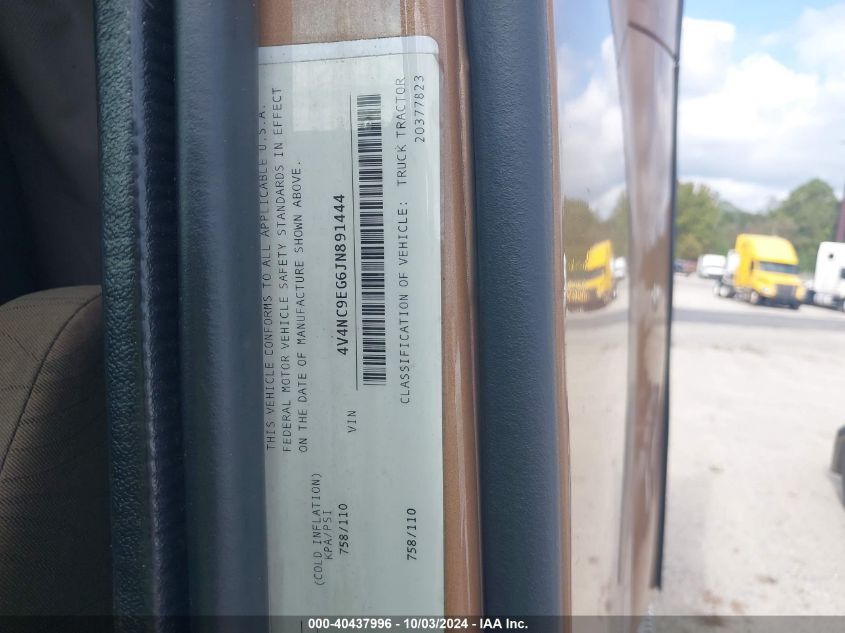 THIS VEHICLE CONFORMS TO ALL APPLICABLE U.S.A.
FEDERAL MOTOR VEHICLE SAFETY STANDARDS IN EFFECT
ON THE DATE OF MANUFACTURE SHOWN ABOVE.
(COLD INFLATION)
KPA/PSI
758/110
VIN 4V4NC9EG6JN891444
CLASSIFICATION OF VEHICLE: TRUCK TRACTOR
758/110
20377823
000-40437996 - 10/03/2024 - IAA Inc.